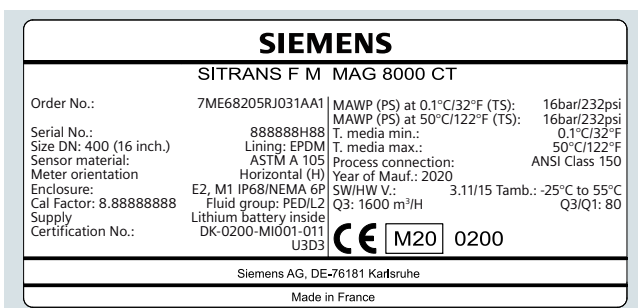 SIEMENS
SITRANS F M MAG 8000 CT
Order No.: 7ME68205RJ031AA1
Serial No.: 888888H88
Size DN: 400 (16 inch.) Lining: EPDM
Sensor material: ASTM A 105
Meter orientation Horizontal (H)
Enclosure: E2, M1 IP68/NEMA 6P
Cal Factor: 8.88888888 Fluid group: PED/L2
Supply Lithium battery inside
Certification No.: DK-0200-MI001-011
U3D3
MAWP (PS) at 0.1°C/32°F (TS): 16bar/232psi
MAWP (PS) at 50°C/122°F (TS): 16bar/232psi
T. media min.: 0.1°C/32°F
T. media max.: 50°C/122°F
Process connection: ANSI Class 150
Year of Mauf.: 2020
SW/HW V.: 3.11/15 Tamb.: -25°C to 55°C
Q3: 1600 m³/H Q3/Q1: 80
CE M20 0200
Siemens AG, DE-76181 Karlsruhe
Made in France